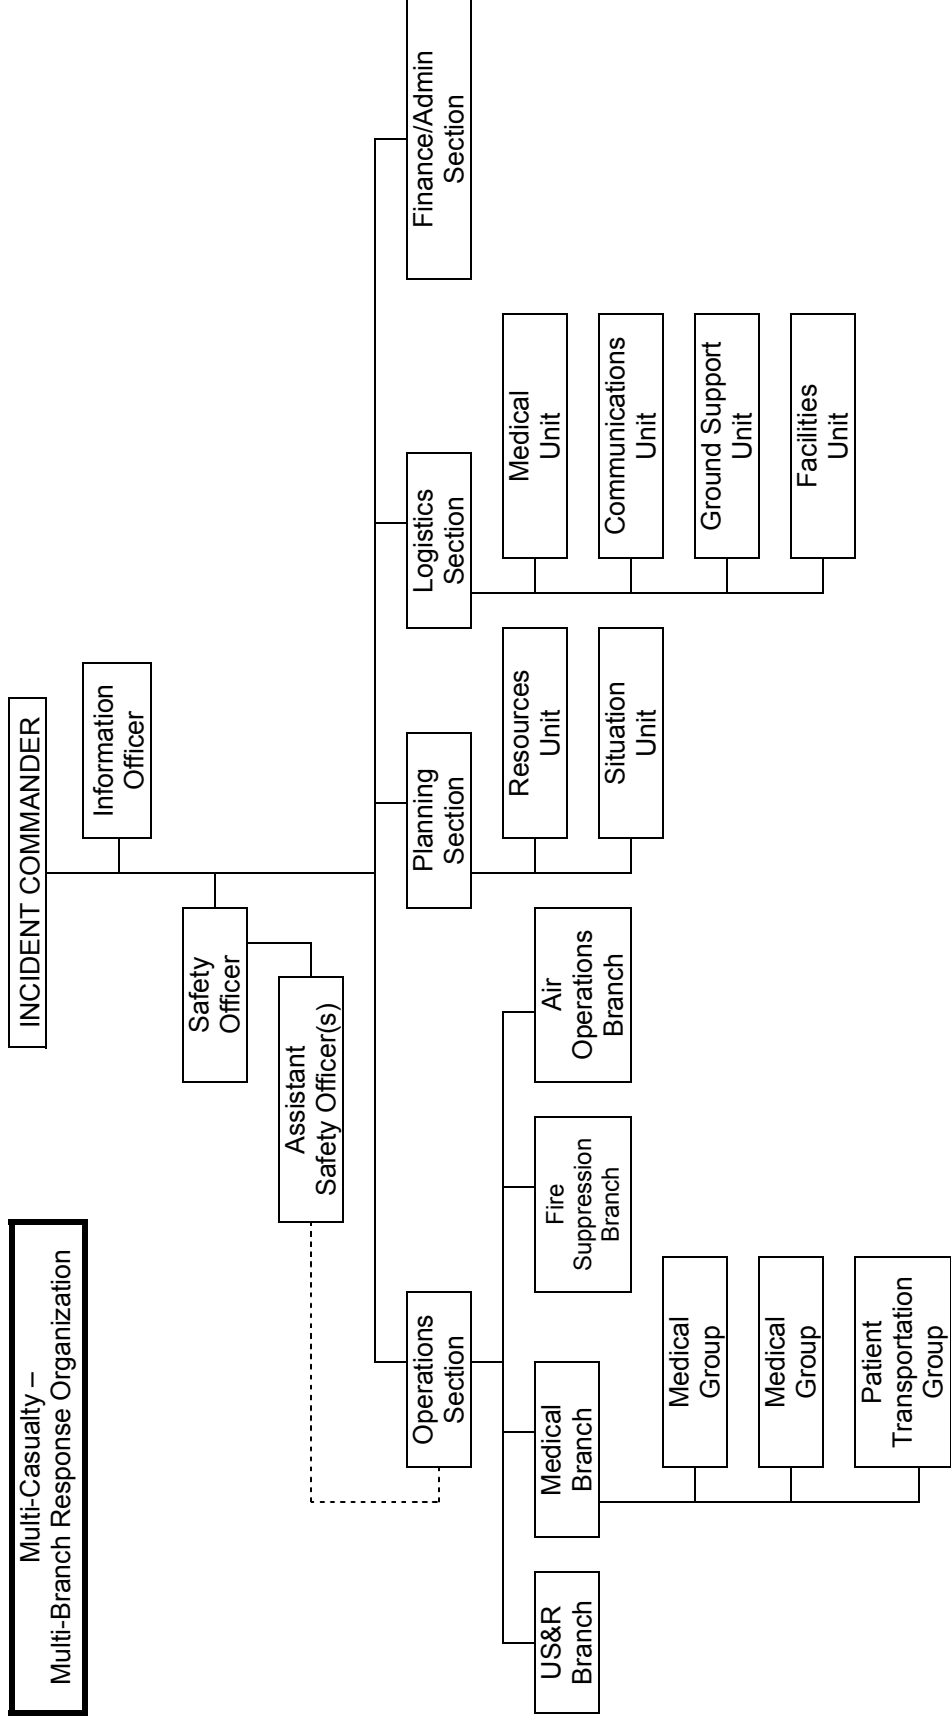 Multi-Casualty –
Multi-Branch Response Organization
INCIDENT COMMANDER
Information
Officer
Safety
Officer
Assistant
Safety Officer(s)
Operations
Section
Planning
Section
Logistics
Section
Finance/Admin
Section
US&R
Branch
Medical
Branch
Fire
Suppression
Branch
Air
Operations
Branch
Medical
Group
Medical
Group
Patient
Transportation
Group
Resources
Unit
Situation
Unit
Medical
Unit
Communications
Unit
Ground Support
Unit
Facilities
Unit